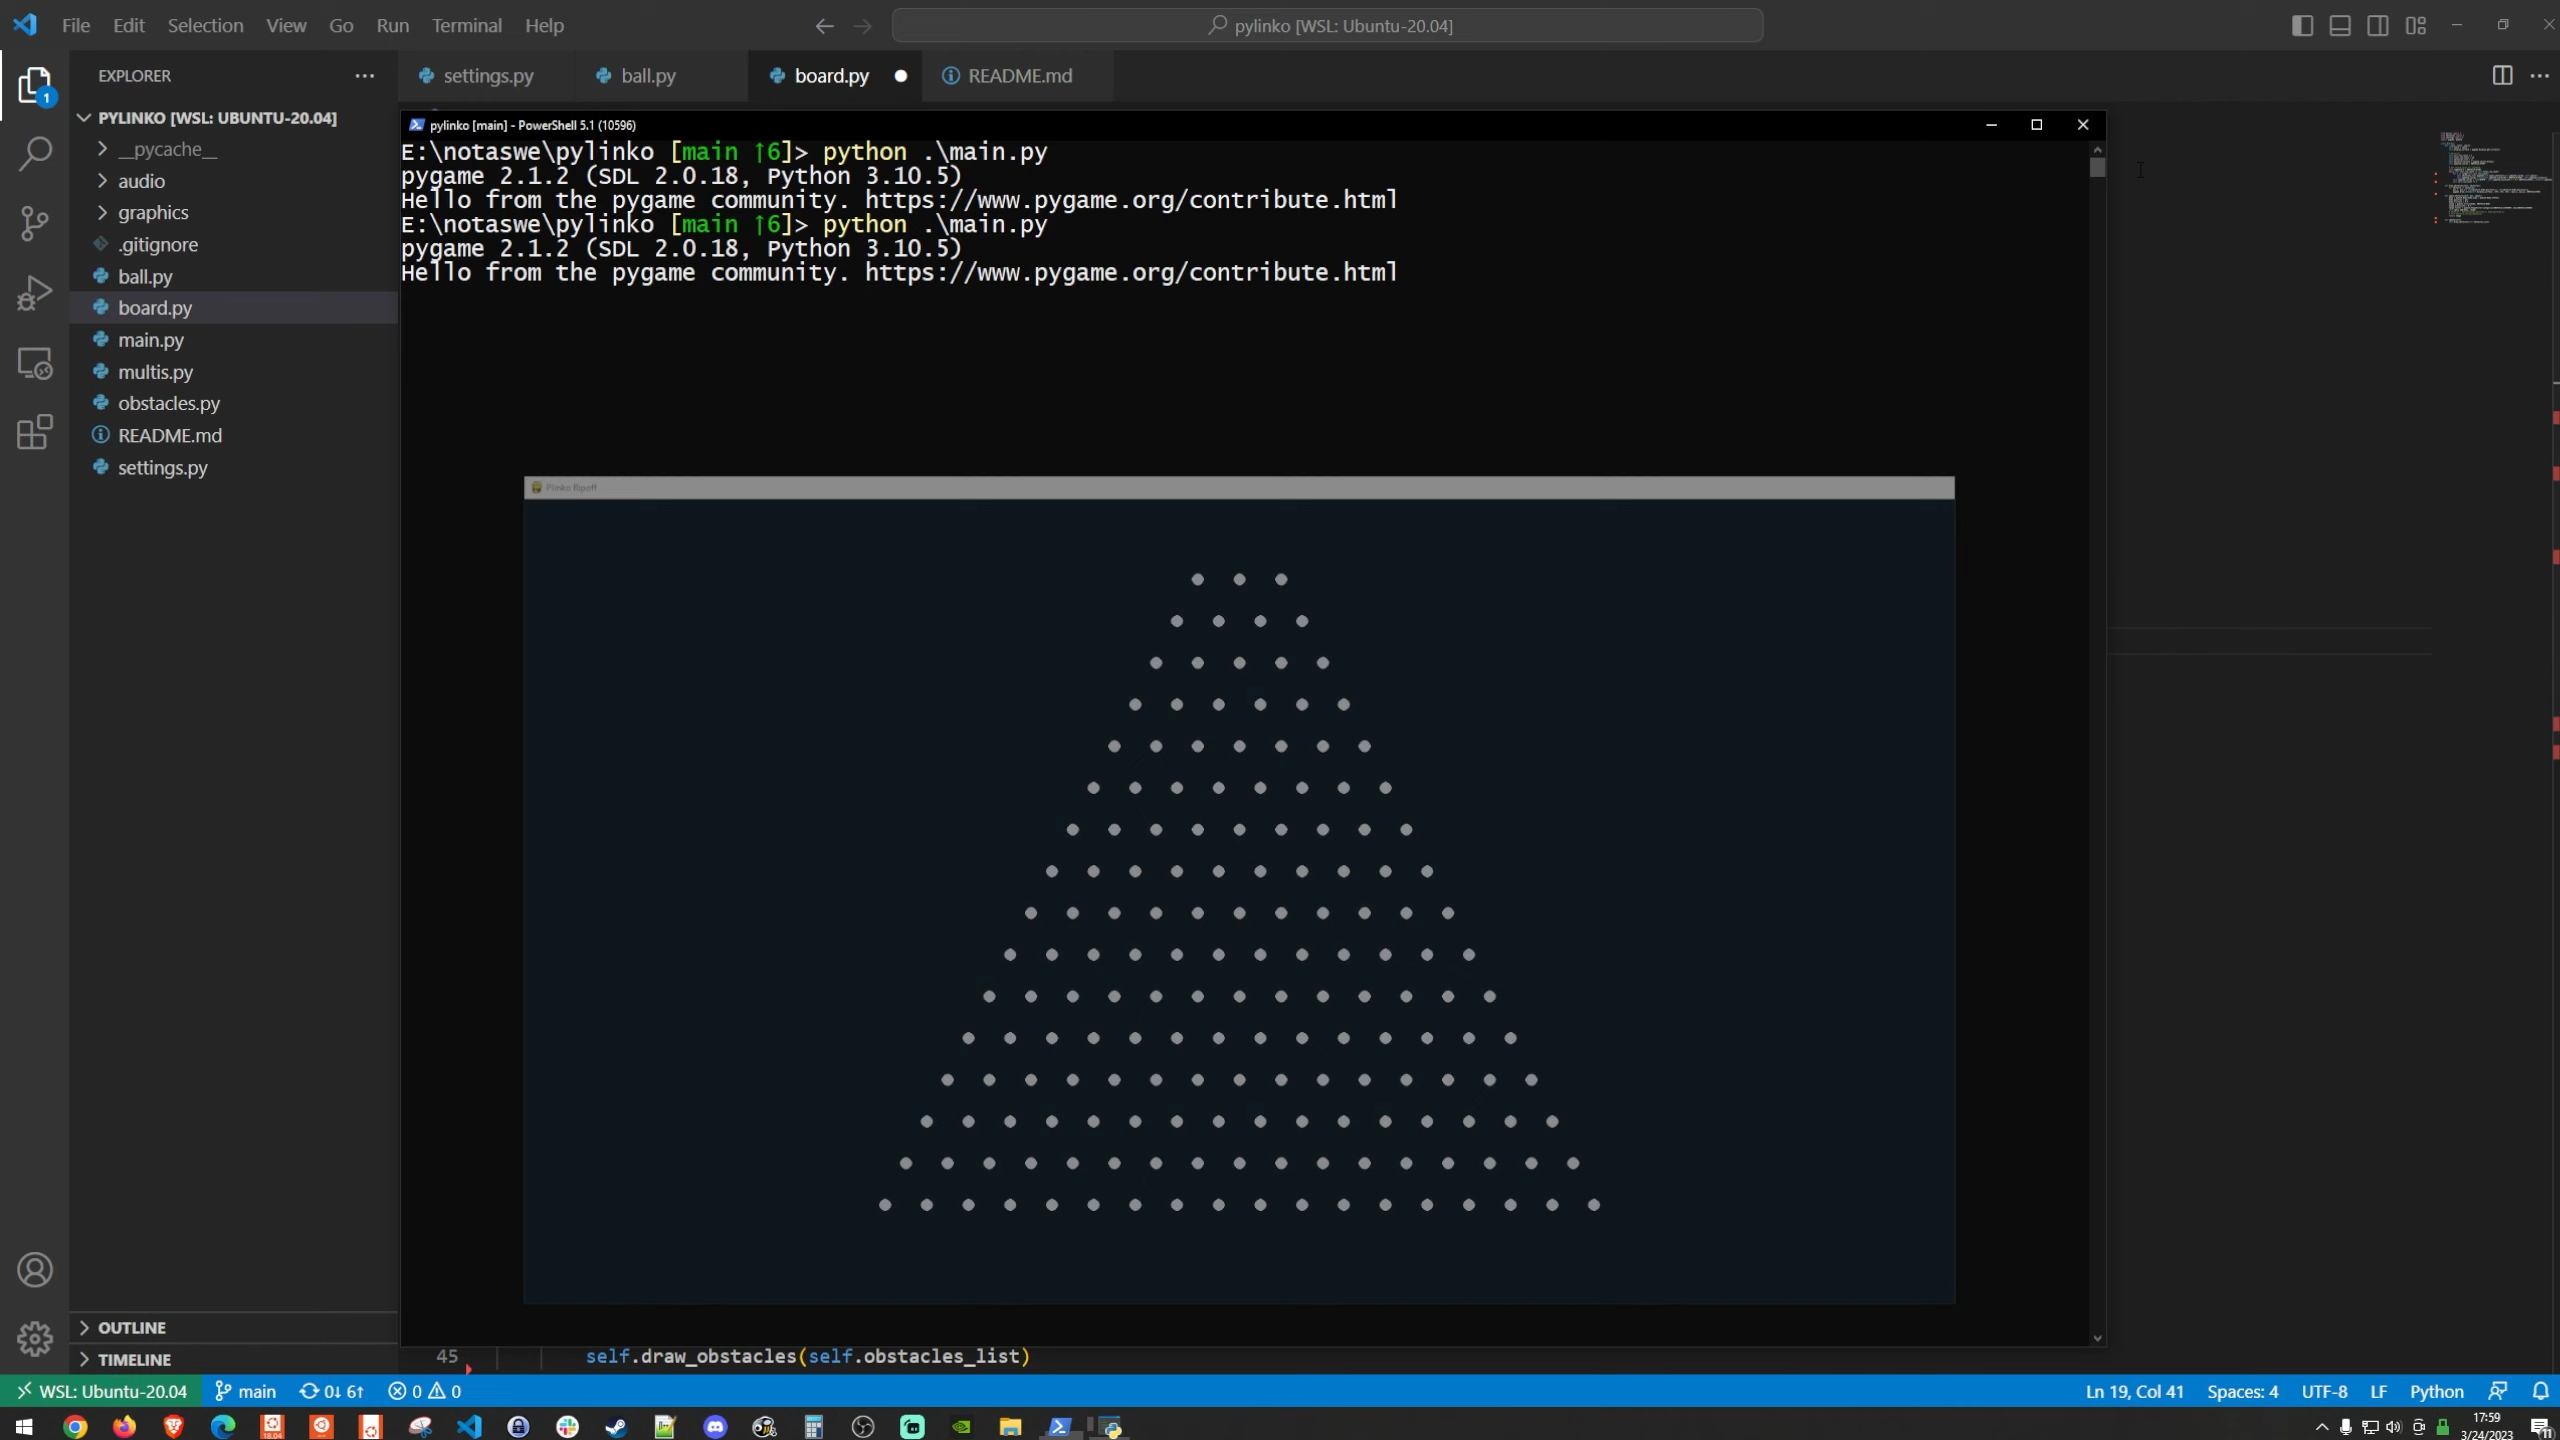 File Edit Selection View Go Run Terminal Help
pylinko [WSL: Ubuntu-20.04]
EXPLORER
settings.py
ball.py
board.py
README.md
1
PYLINKO [WSL: UBUNTU-20.04]
__pycache__
audio
graphics
.gitignore
ball.py
board.py
main.py
multis.py
obstacles.py
README.md
settings.py
OUTLINE
TIMELINE
pylinko [main] - PowerShell 5.1 (10596)
E:\notaswe\pylinko [main ↑6]> python .\main.py
pygame 2.1.2 (SDL 2.0.18, Python 3.10.5)
Hello from the pygame community. https://www.pygame.org/contribute.html
E:\notaswe\pylinko [main ↑6]> python .\main.py
pygame 2.1.2 (SDL 2.0.18, Python 3.10.5)
Hello from the pygame community. https://www.pygame.org/contribute.html
Plinko Ripoff
45 self.draw_obstacles(self.obstacles_list)
WSL: Ubuntu-20.04 main 0↓ 6↑ 0 0 Ln 19, Col 41 Spaces: 4 UTF-8 LF Python
18.04
17:59
3/24/2023
11